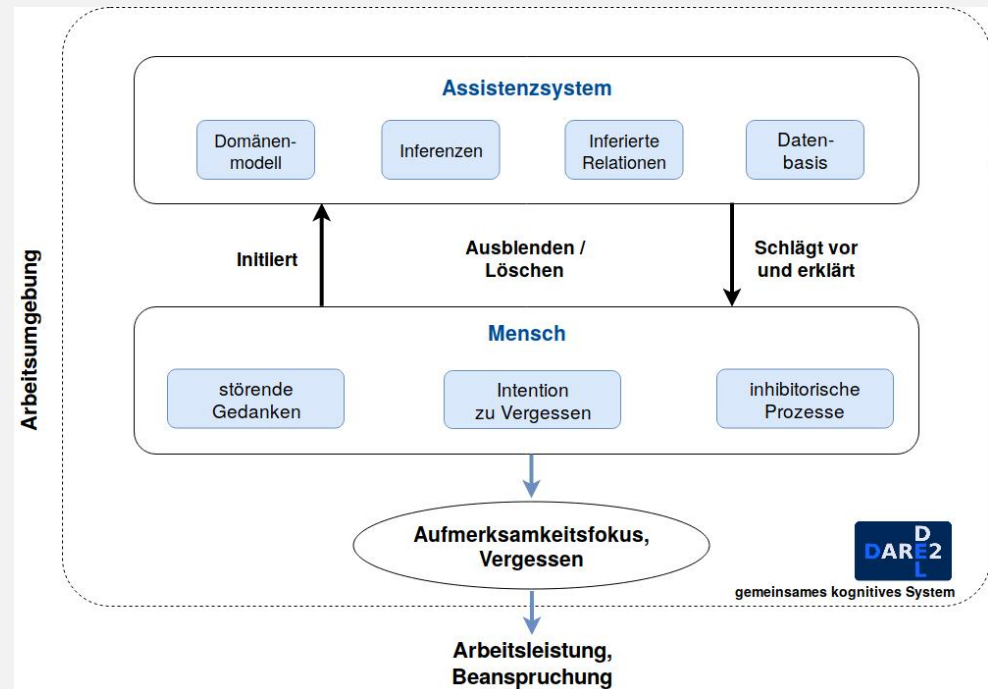 Assistenzsystem
Domänen-
modell
Inferenzen
Inferierte
Relationen
Daten-
basis
Initiiert
Ausblenden /
Löschen
Schlägt vor
und erklärt
Arbeitsumgebung
Mensch
störende
Gedanken
Intention
zu Vergessen
inhibitorische
Prozesse
Aufmerksamkeitsfokus,
Vergessen
DARE2
DEL
gemeinsames kognitives System
Arbeitsleistung,
Beanspruchung